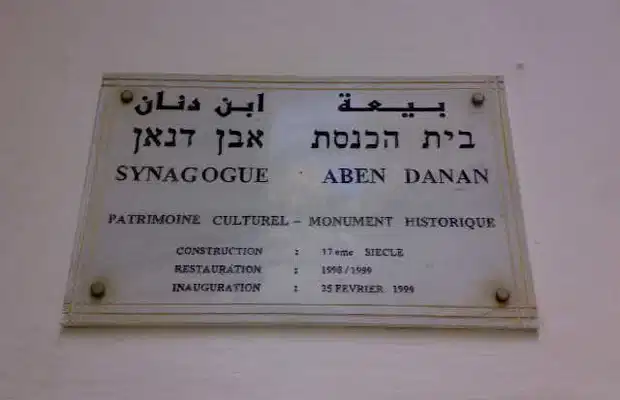 بيعة ابن دنان
בית הכנסת אבן דנאן
SYNAGOGUE ABEN DANAN
PATRIMOINE CULTUREL - MONUMENT HISTORIQUE
CONSTRUCTION : 17eme SIECLE
RESTAURATION : 1998/1999
INAUGURATION : 25 FEVRIER 1999